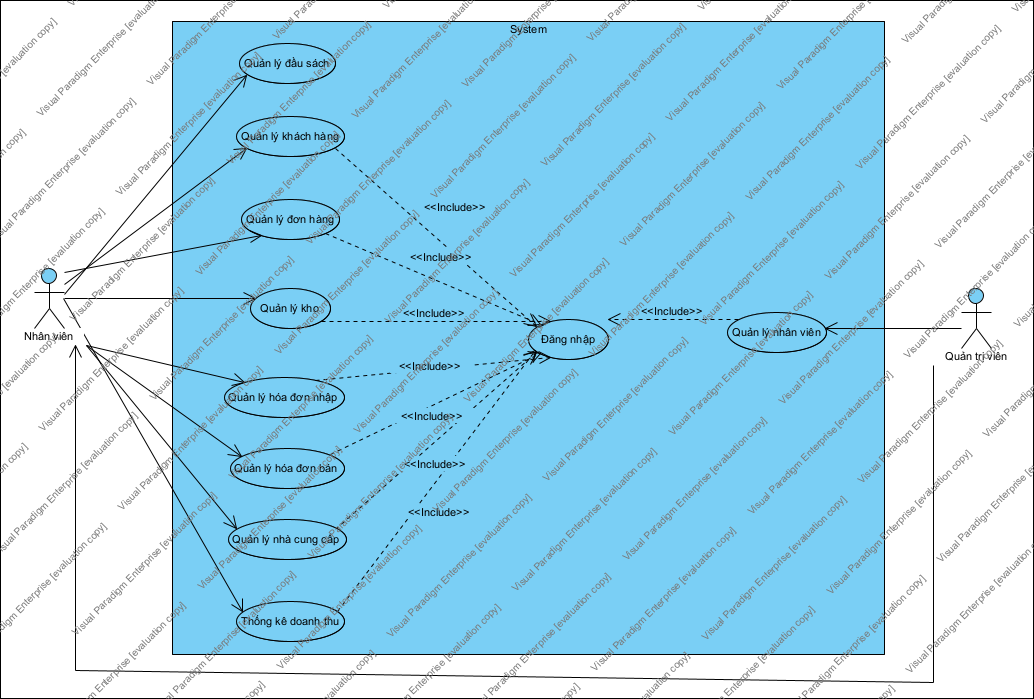 System
Quản lý đầu sách
Quản lý khách hàng
<<Include>>
Quản lý đơn hàng
<<Include>>
Nhân viên
Quản lý kho
<<Include>>
Đăng nhập
<<Include>>
Quản lý nhân viên
Quản trị viên
<<Include>>
Quản lý hóa đơn nhập
<<Include>>
Quản lý hóa đơn bán
<<Include>>
Quản lý nhà cung cấp
<<Include>>
Thống kê doanh thu
Visual Paradigm Enterprise [evaluation copy]